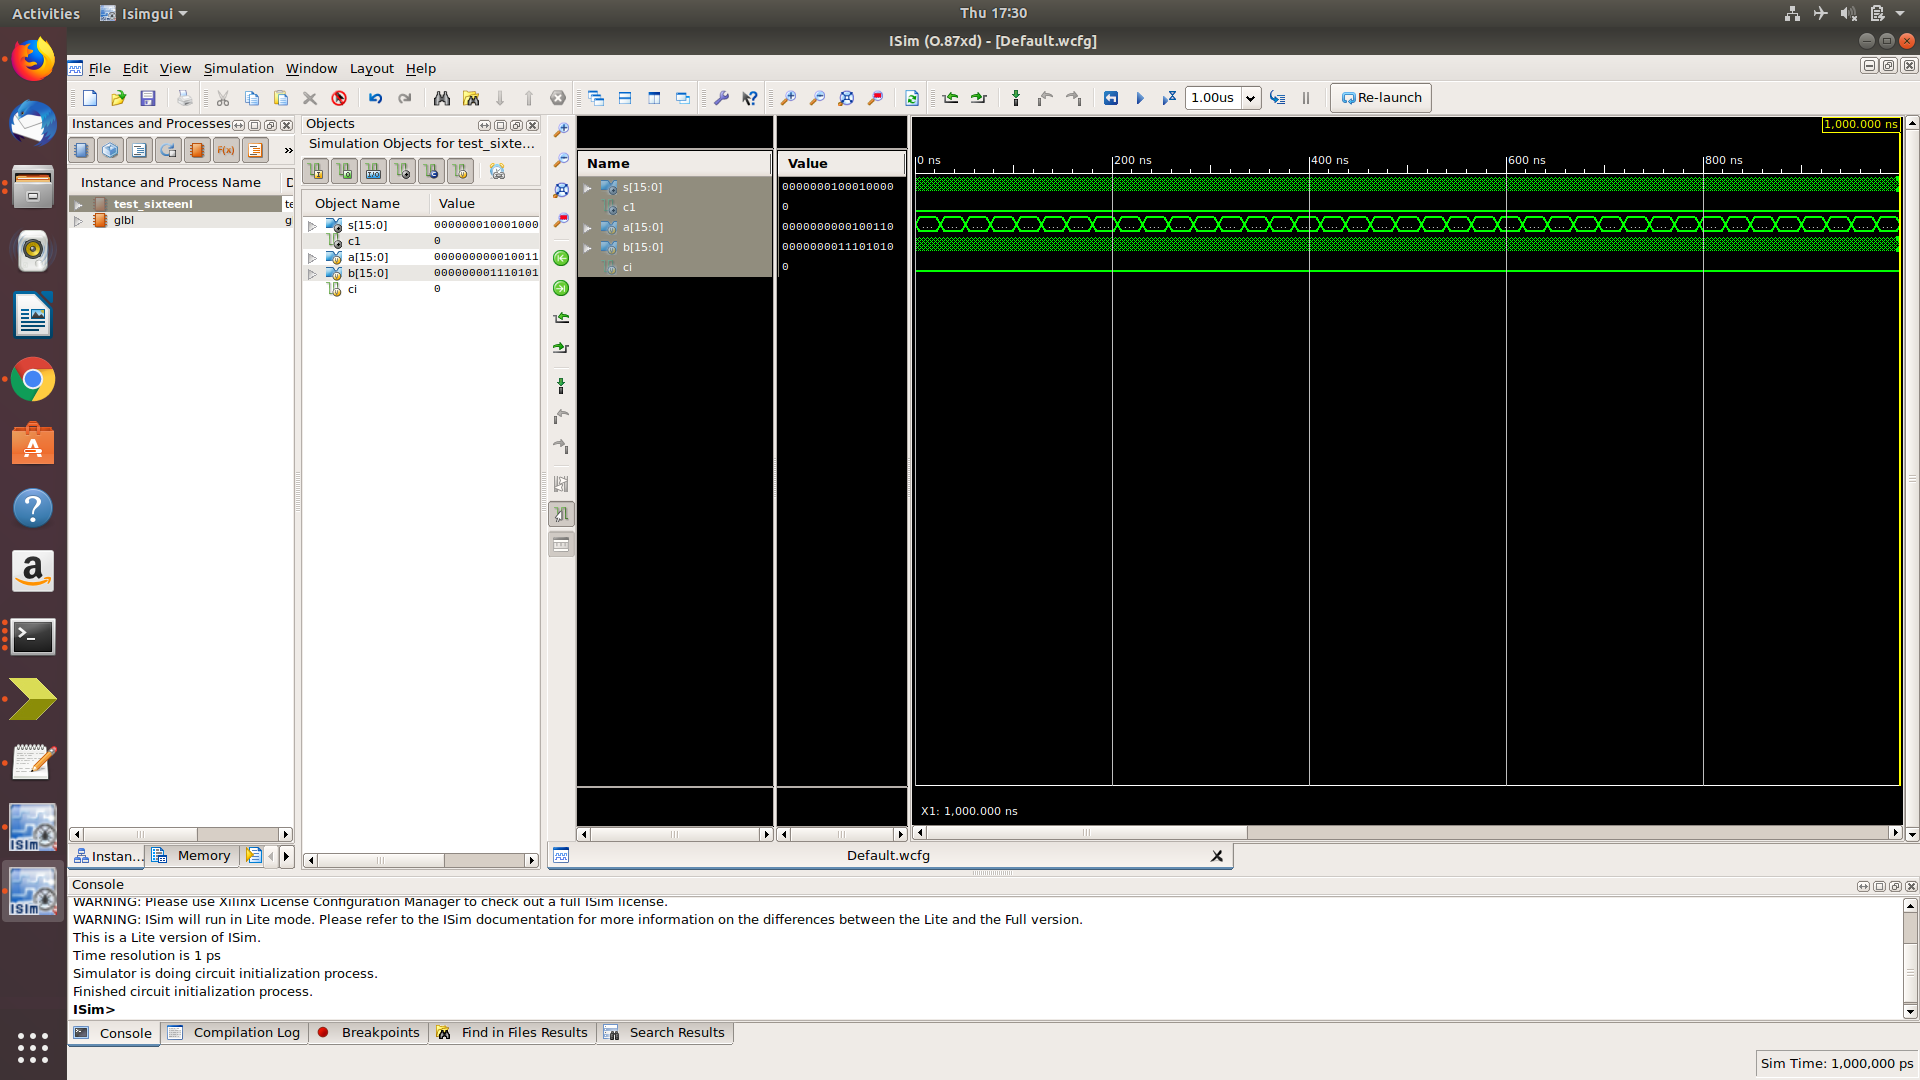 Activities Isimgui Thu 17:30
ISim (O.87xd) - [Default.wcfg]
File Edit View Simulation Window Layout Help
1.00us Re-launch
Instances and Processes
Instance and Process Name D
test_sixteenl te
glbl g
Instan... Memory
Objects
Simulation Objects for test_sixte...
Object Name Value
s[15:0] 000000010001000
c1 0
a[15:0] 000000000010011
b[15:0] 000000001110101
ci 0
Name Value
s[15:0] 0000000100010000
c1 0
a[15:0] 0000000000100110
b[15:0] 0000000011101010
ci 0
1,000.000 ns
0 ns 200 ns 400 ns 600 ns 800 ns
X1: 1,000.000 ns
Default.wcfg
Console
WARNING: Please use Xilinx License Configuration Manager to check out a full ISim license.
WARNING: ISim will run in Lite mode. Please refer to the ISim documentation for more information on the differences between the Lite and the Full version.
This is a Lite version of ISim.
Time resolution is 1 ps
Simulator is doing circuit initialization process.
Finished circuit initialization process.
ISim>
Console Compilation Log Breakpoints Find in Files Results Search Results
Sim Time: 1,000,000 ps